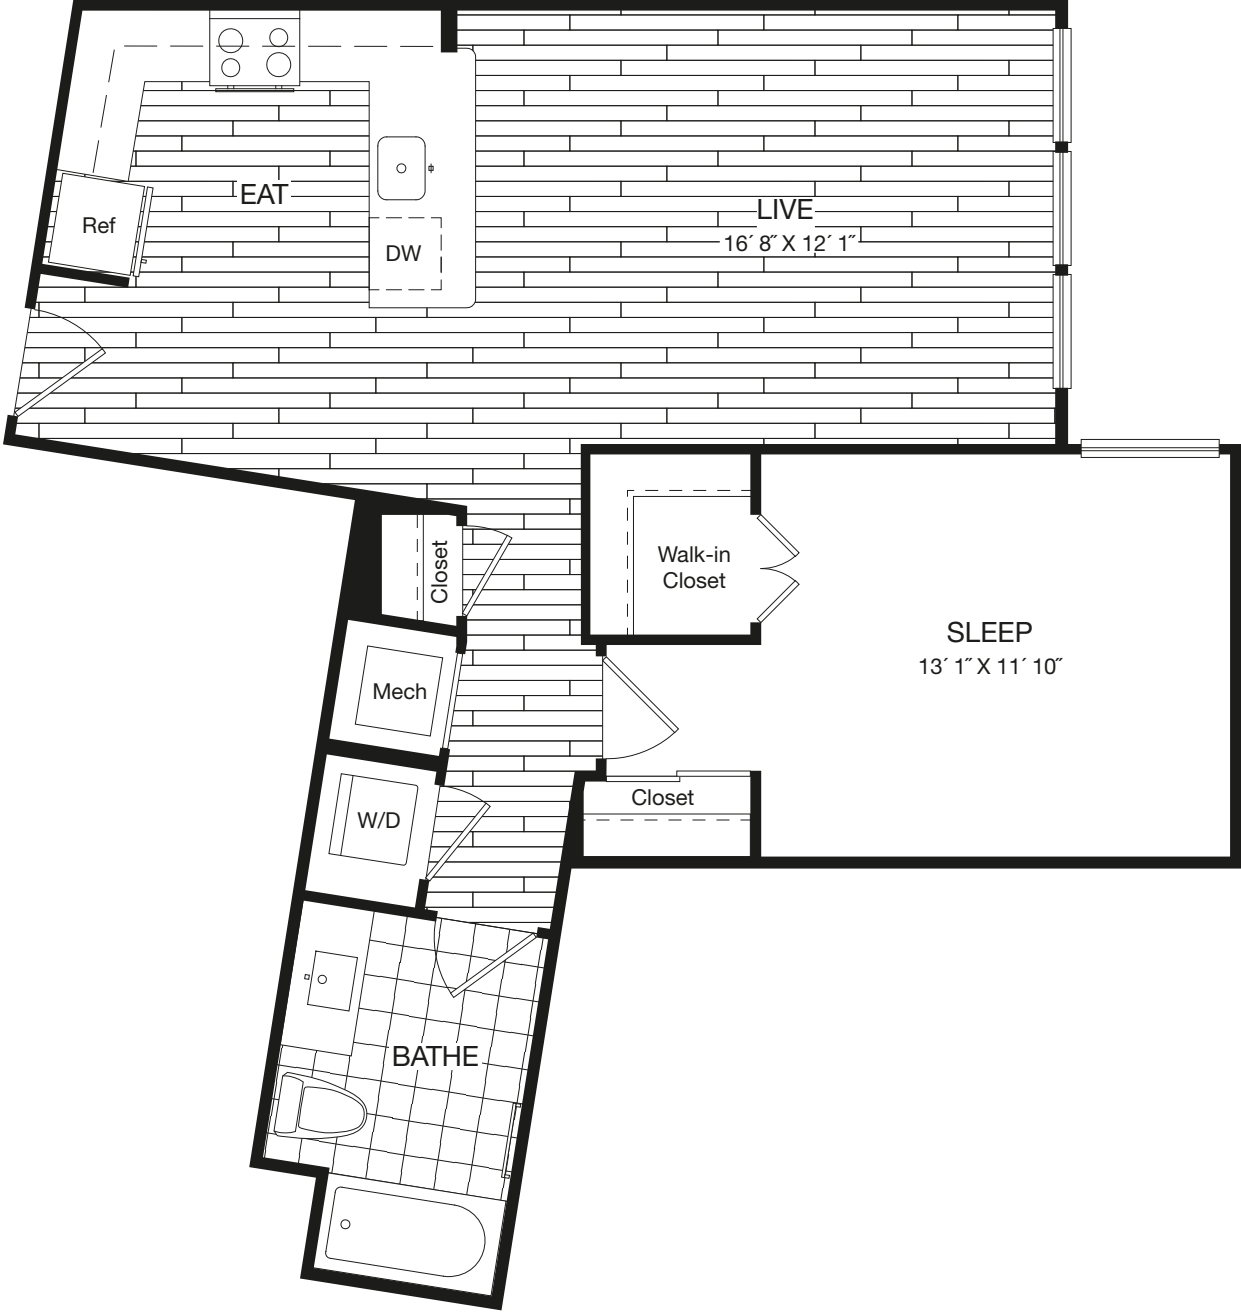 EAT
Ref
DW
LIVE
16´ 8˝ X 12´ 1˝
Closet
Walk-in
Closet
SLEEP
13´ 1˝ X 11´ 10˝
Mech
Closet
W/D
BATHE